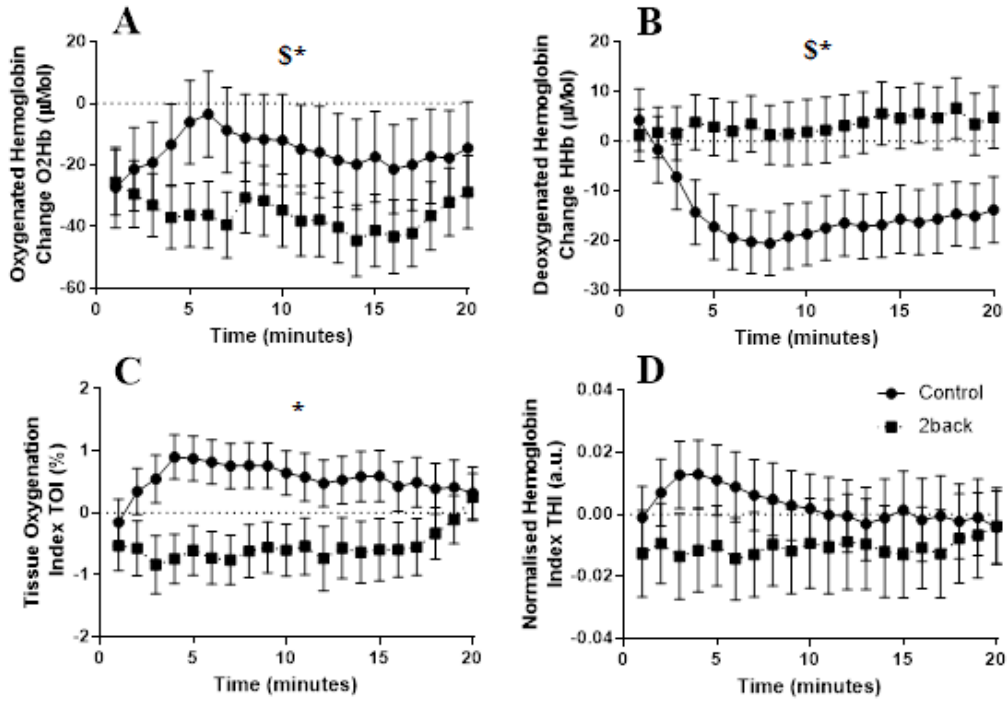 A
S*
Oxygenated Hemoglobin
Change O2Hb (µMol)
20
0
-20
-40
-60
0
5
10
15
20
Time (minutes)
B
S*
Deoxygenated Hemoglobin
Change HHb (µMol)
20
10
0
-10
-20
-30
0
5
10
15
20
Time (minutes)
C
*
Tissue Oxygenation
Index TOI (%)
2
1
0
-1
-2
0
5
10
15
20
Time (minutes)
D
Control
2back
Normalised Hemoglobin
Index THI (a.u.)
0.04
0.02
0.00
-0.02
-0.04
0
5
10
15
20
Time (minutes)